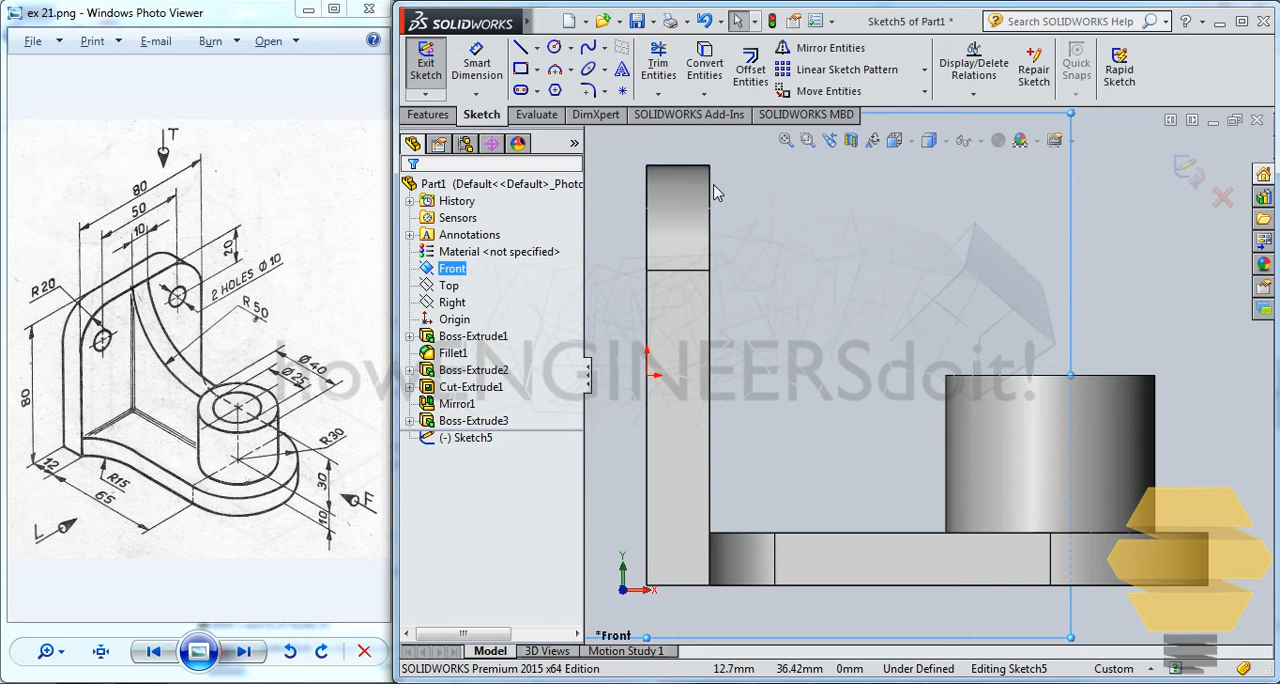 ex 21.png - Windows Photo Viewer
File Print E-mail Burn Open
T
80
50
10
20
2 HOLES Ø 10
R 20
R 50
80
Ø40
Ø25
R30
12
65
R15
30
10
F
L
SOLIDWORKS
Sketch5 of Part1 *
Search SOLIDWORKS Help
Exit Sketch
Smart Dimension
Trim Entities
Convert Entities
Offset Entities
Mirror Entities
Linear Sketch Pattern
Move Entities
Display/Delete Relations
Repair Sketch
Quick Snaps
Rapid Sketch
Features Sketch Evaluate DimXpert SOLIDWORKS Add-Ins SOLIDWORKS MBD
Part1 (Default<<Default>_Photo
History
Sensors
Annotations
Material <not specified>
Front
Top
Right
Origin
Boss-Extrude1
Fillet1
Boss-Extrude2
Cut-Extrude1
Mirror1
Boss-Extrude3
(-) Sketch5
howENGINEERSdoit!
Y
X
*Front
Model 3D Views Motion Study 1
SOLIDWORKS Premium 2015 x64 Edition 12.7mm 36.42mm 0mm Under Defined Editing Sketch5 Custom